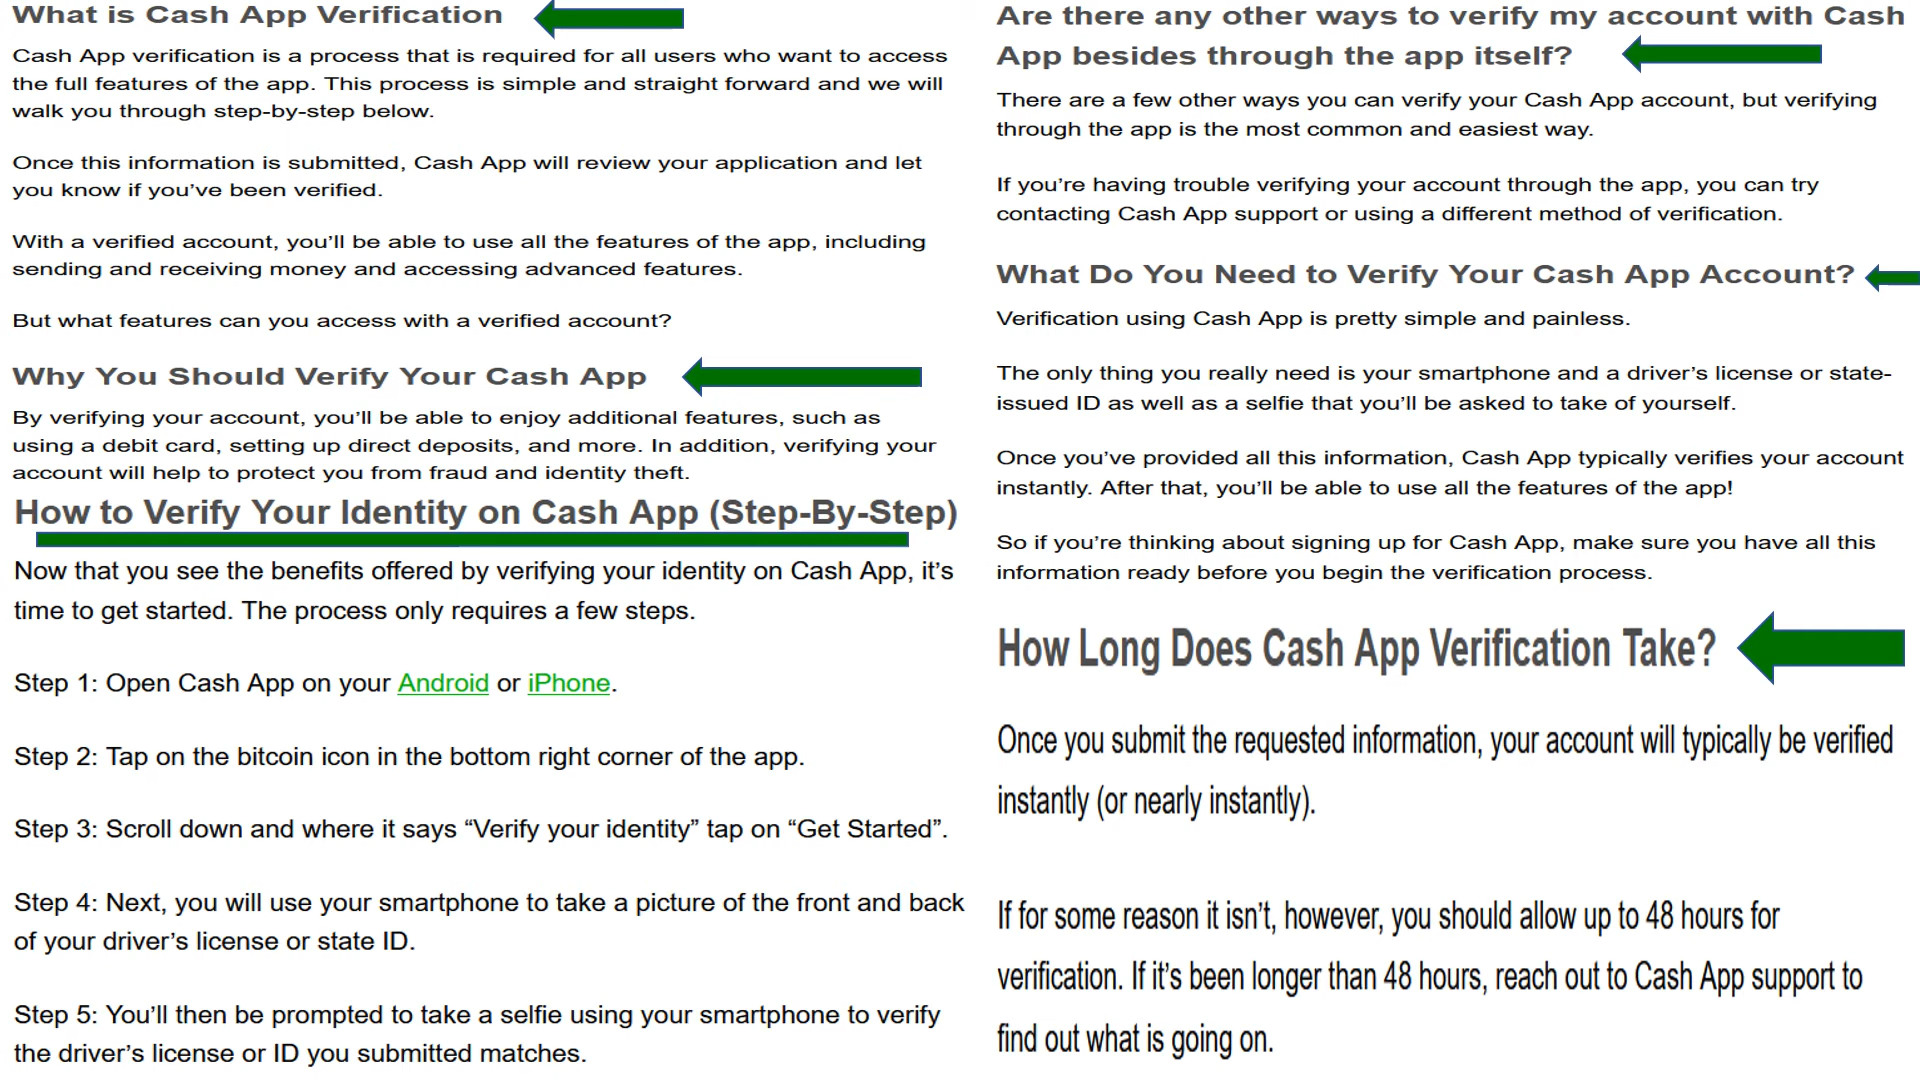 What is Cash App Verification
Cash App verification is a process that is required for all users who want to access
the full features of the app. This process is simple and straight forward and we will
walk you through step-by-step below.
Once this information is submitted, Cash App will review your application and let
you know if you’ve been verified.
With a verified account, you’ll be able to use all the features of the app, including
sending and receiving money and accessing advanced features.
But what features can you access with a verified account?
Why You Should Verify Your Cash App
By verifying your account, you’ll be able to enjoy additional features, such as
using a debit card, setting up direct deposits, and more. In addition, verifying your
account will help to protect you from fraud and identity theft.
How to Verify Your Identity on Cash App (Step-By-Step)
Now that you see the benefits offered by verifying your identity on Cash App, it’s
time to get started. The process only requires a few steps.
Step 1: Open Cash App on your Android or iPhone.
Step 2: Tap on the bitcoin icon in the bottom right corner of the app.
Step 3: Scroll down and where it says “Verify your identity” tap on “Get Started”.
Step 4: Next, you will use your smartphone to take a picture of the front and back
of your driver’s license or state ID.
Step 5: You’ll then be prompted to take a selfie using your smartphone to verify
the driver’s license or ID you submitted matches.
Are there any other ways to verify my account with Cash
App besides through the app itself?
There are a few other ways you can verify your Cash App account, but verifying
through the app is the most common and easiest way.
If you’re having trouble verifying your account through the app, you can try
contacting Cash App support or using a different method of verification.
What Do You Need to Verify Your Cash App Account?
Verification using Cash App is pretty simple and painless.
The only thing you really need is your smartphone and a driver’s license or state-
issued ID as well as a selfie that you’ll be asked to take of yourself.
Once you’ve provided all this information, Cash App typically verifies your account
instantly. After that, you’ll be able to use all the features of the app!
So if you’re thinking about signing up for Cash App, make sure you have all this
information ready before you begin the verification process.
How Long Does Cash App Verification Take?
Once you submit the requested information, your account will typically be verified
instantly (or nearly instantly).
If for some reason it isn’t, however, you should allow up to 48 hours for
verification. If it’s been longer than 48 hours, reach out to Cash App support to
find out what is going on.